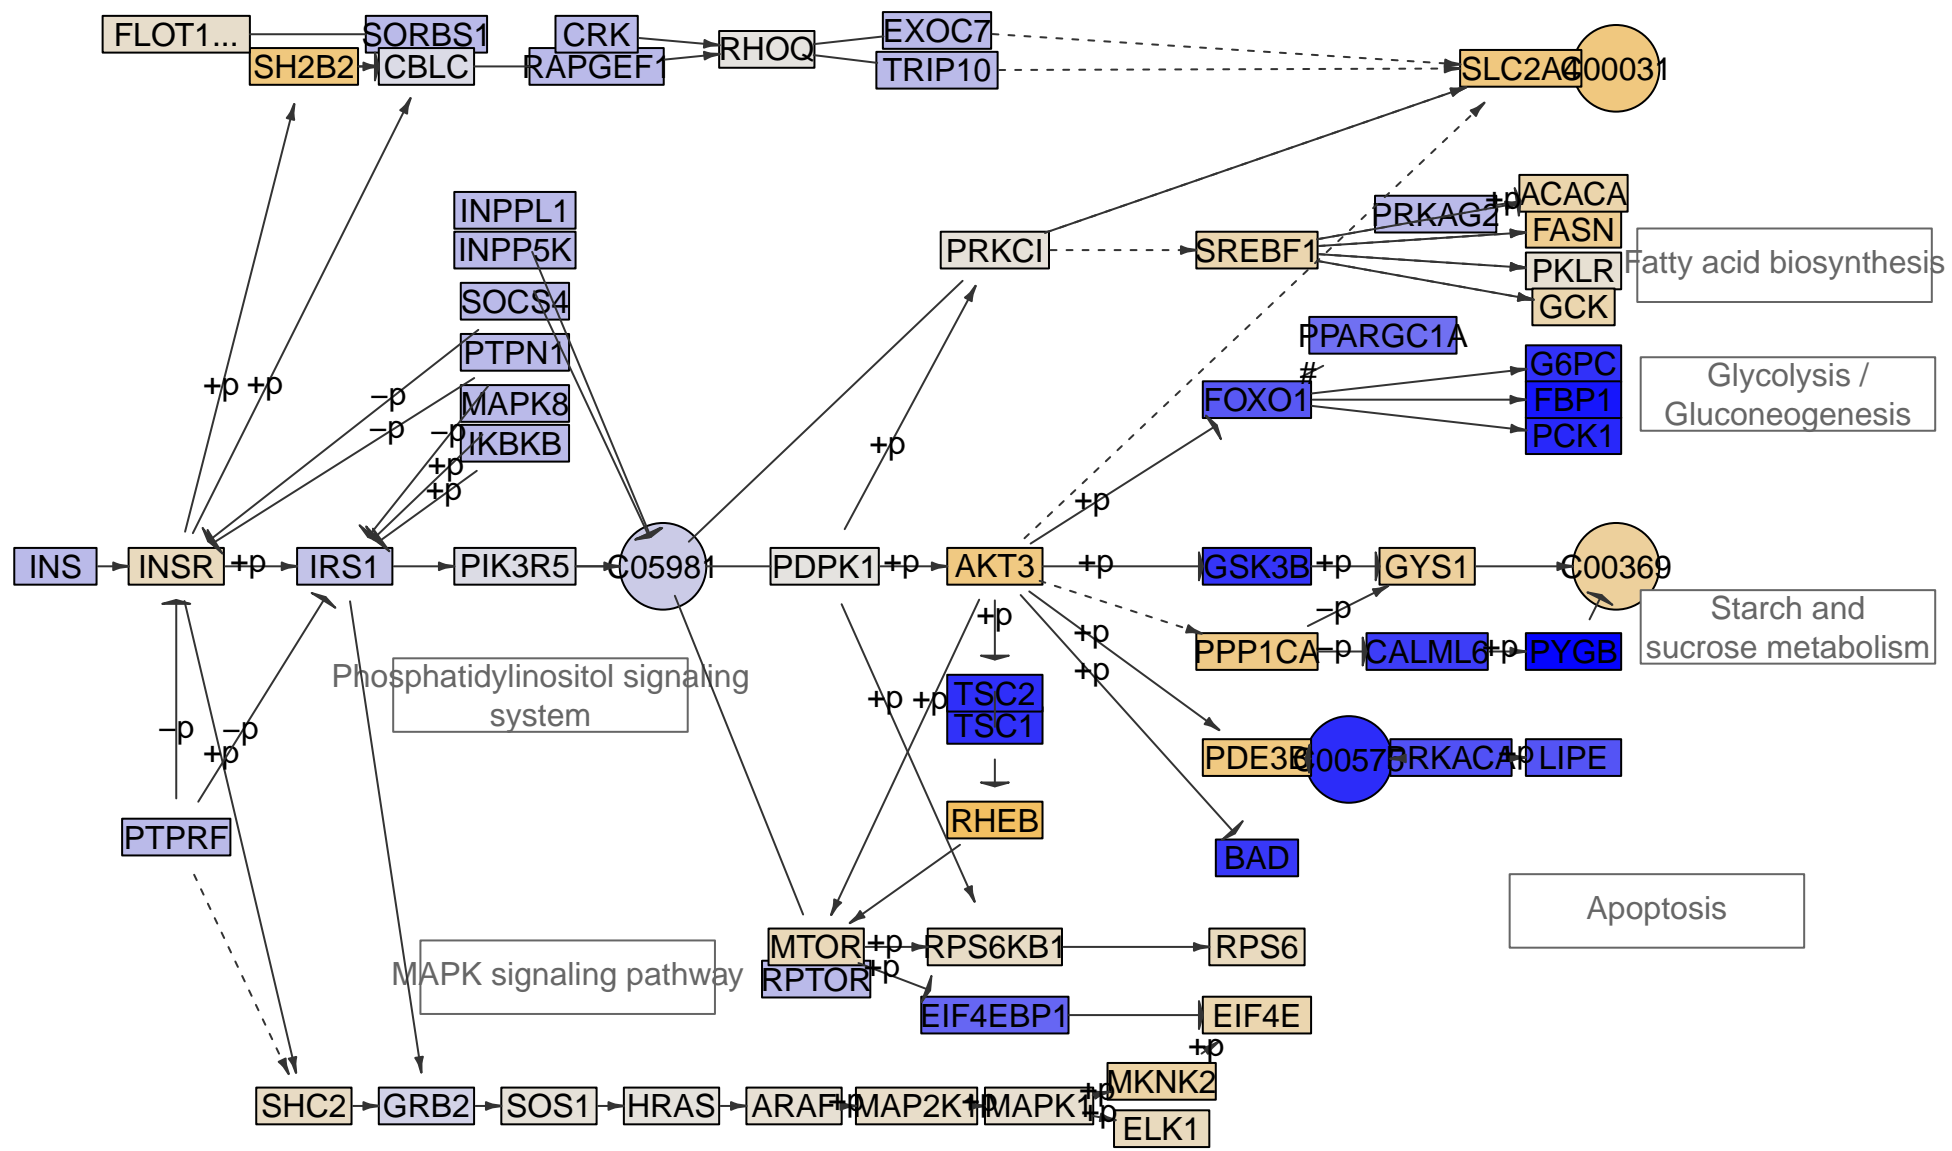 FLOT1...
SORBS1
SH2B2
CBLC
CRK
RAPGEF1
RHOQ
EXOC7
TRIP10
SLC2A4
C00031
INPPL1
INPP5K
SOCS4
PTPN1
MAPK8
IKBKB
PRKCI
SREBF1
PRKAG2
+p
ACACA
FASN
PKLR
GCK
Fatty acid biosynthesis
PPARGC1A
#
FOXO1
G6PC
FBP1
PCK1
Glycolysis /
Gluconeogenesis
+p
+p
–p
–p
–p
+p
+p
+p
+p
INS
INSR
+p
IRS1
PIK3R5
C05981
PDPK1
+p
AKT3
+p
GSK3B
+p
GYS1
C00369
–p
Starch and
sucrose metabolism
PPP1CA
–p
CALML6
+p
PYGB
+p
+p
+p
Phosphatidylinositol signaling
system
+p
+p
TSC2
TSC1
–p
–p
+p
PDE3B
C00575
PRKACA
+p
LIPE
RHEB
BAD
PTPRF
Apoptosis
MTOR
RPTOR
+p
+p
RPS6KB1
RPS6
MAPK signaling pathway
EIF4EBP1
EIF4E
+p
SHC2
GRB2
SOS1
HRAS
ARAF
+p
MAP2K1
+p
MAPK1
+p
+p
MKNK2
ELK1